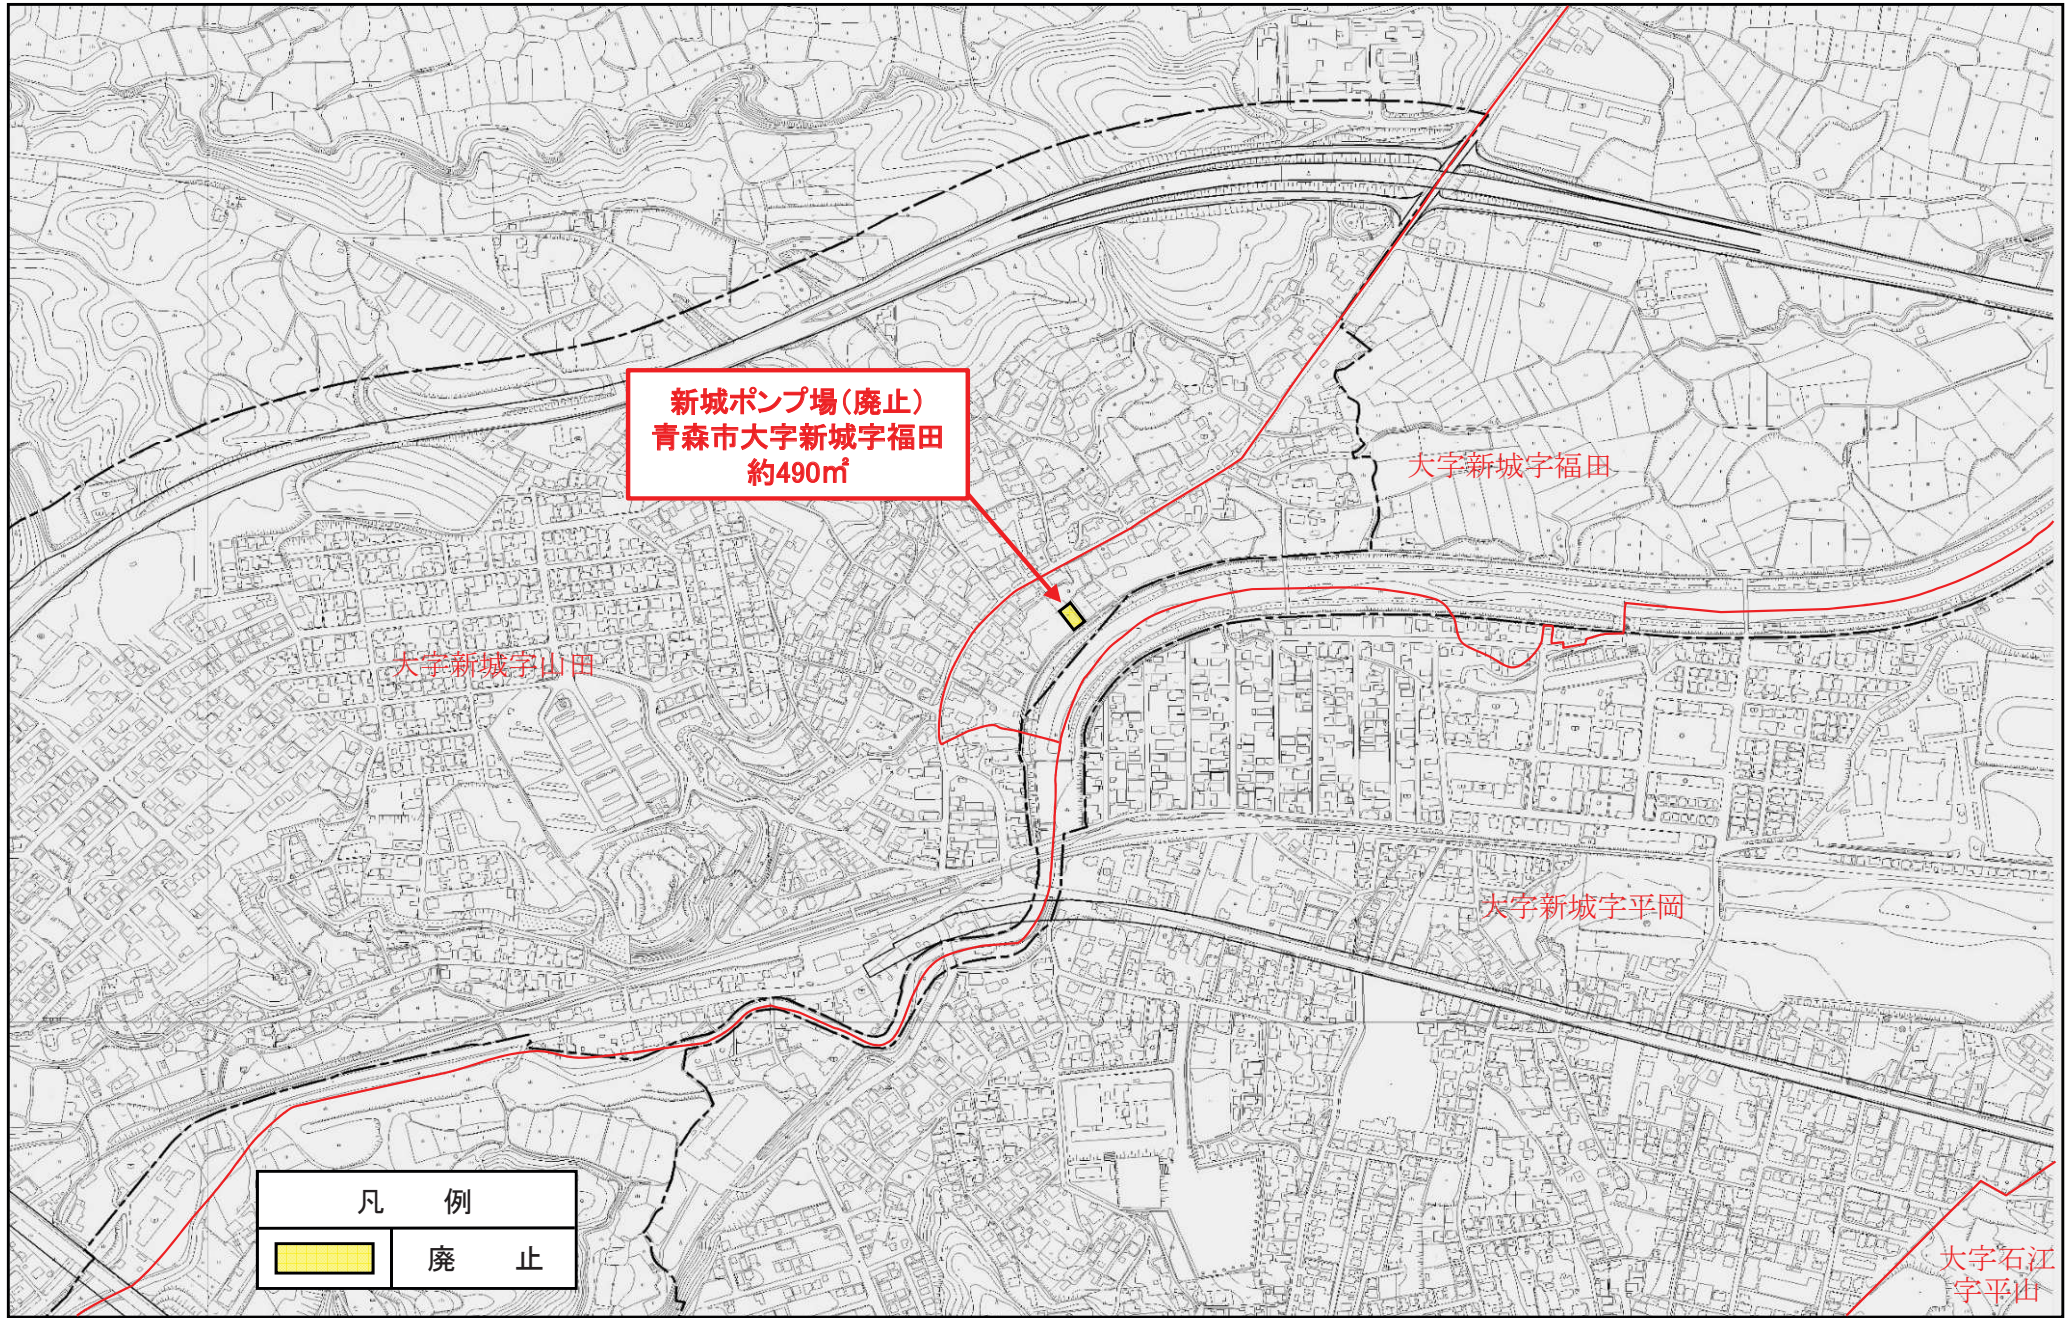 新城ポンプ場（廃止）
青森市大字新城字福田
約490㎡
大字新城字福田
大字新城字山田
大字新城字平岡
大字石江
字平山
凡 例
廃 止